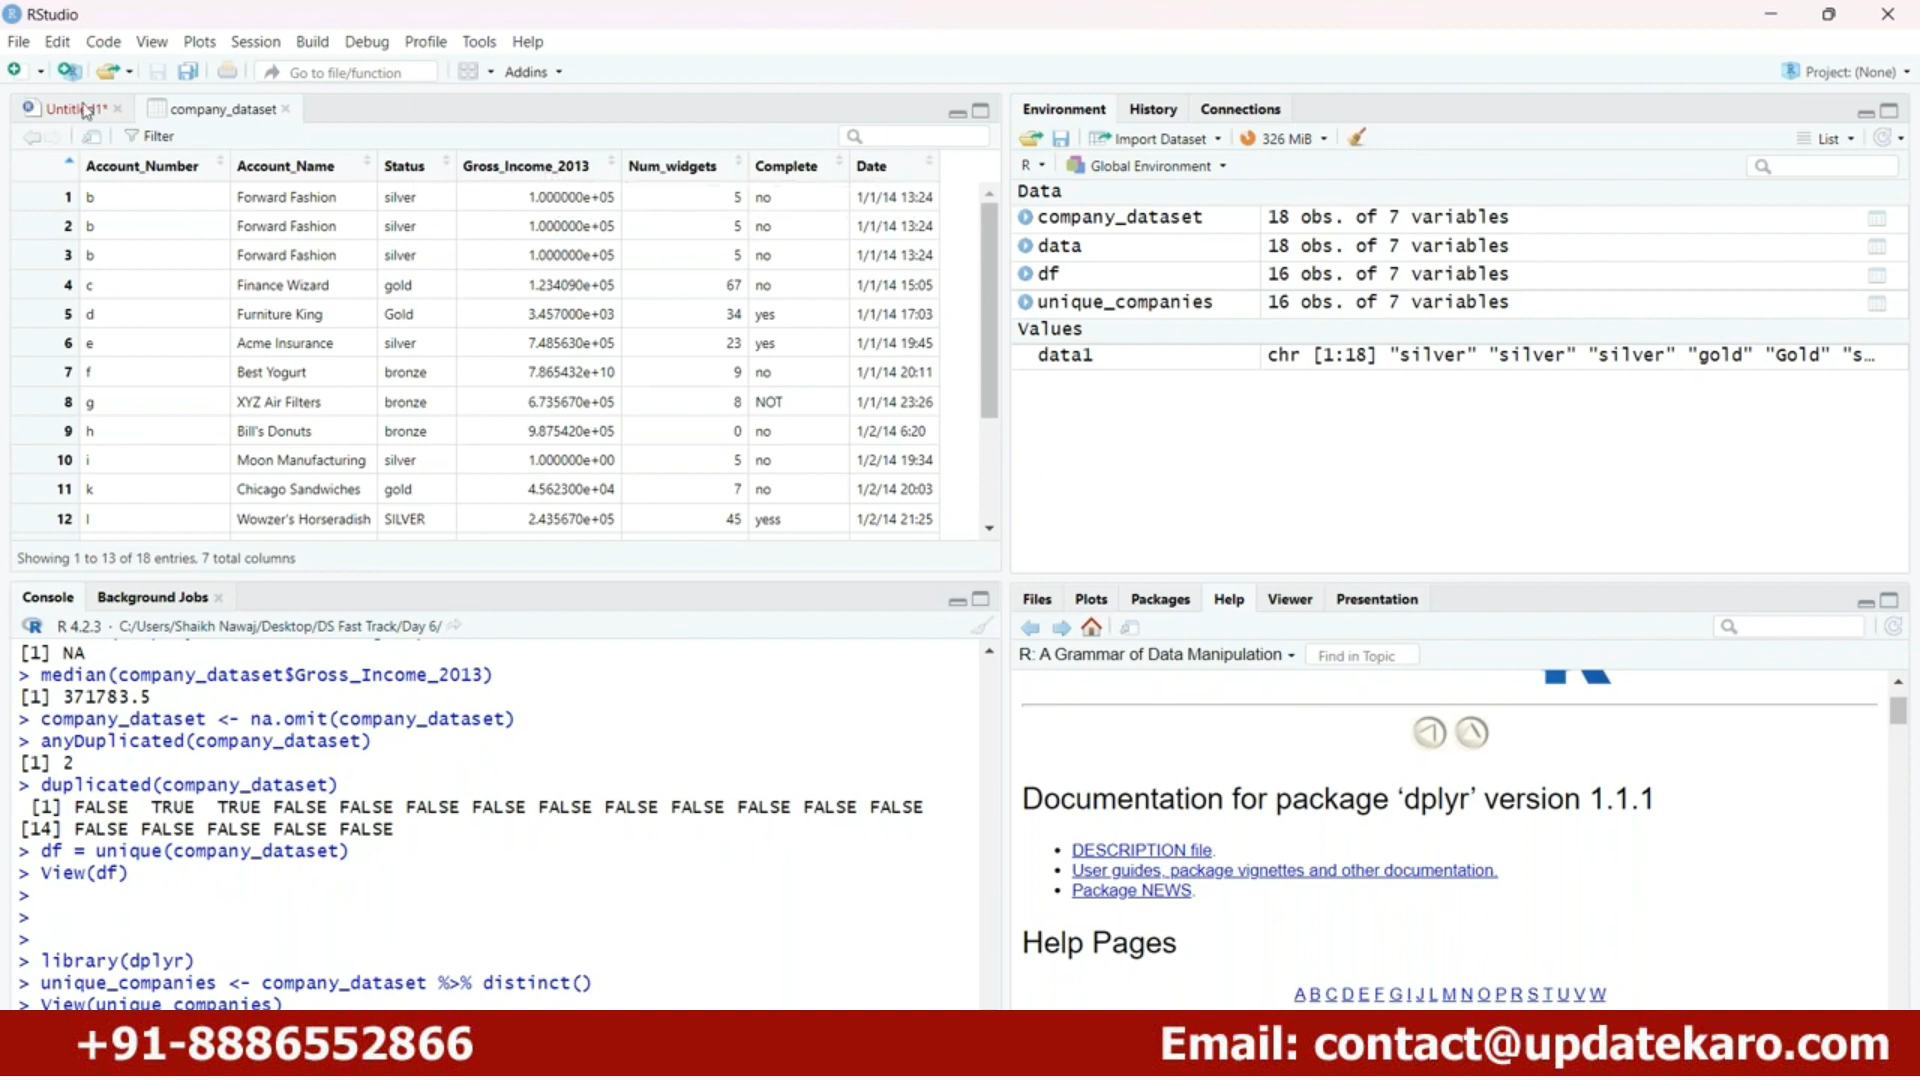 RStudio
File Edit Code View Plots Session Build Debug Profile Tools Help
Go to file/function Addins Project: (None)
Untitled1* company_dataset
Filter
Account_Number Account_Name Status Gross_Income_2013 Num_widgets Complete Date
1 b Forward Fashion silver 1.000000e+05 5 no 1/1/14 13:24
2 b Forward Fashion silver 1.000000e+05 5 no 1/1/14 13:24
3 b Forward Fashion silver 1.000000e+05 5 no 1/1/14 13:24
4 c Finance Wizard gold 1.234090e+05 67 no 1/1/14 15:05
5 d Furniture King Gold 3.457000e+03 34 yes 1/1/14 17:03
6 e Acme Insurance silver 7.485630e+05 23 yes 1/1/14 19:45
7 f Best Yogurt bronze 7.865432e+10 9 no 1/1/14 20:11
8 g XYZ Air Filters bronze 6.735670e+05 8 NOT 1/1/14 23:26
9 h Bill's Donuts bronze 9.875420e+05 0 no 1/2/14 6:20
10 i Moon Manufacturing silver 1.000000e+00 5 no 1/2/14 19:34
11 k Chicago Sandwiches gold 4.562300e+04 7 no 1/2/14 20:03
12 l Wowzer's Horseradish SILVER 2.435670e+05 45 yess 1/2/14 21:25
Showing 1 to 13 of 18 entries, 7 total columns
Environment History Connections
Import Dataset 326 MiB List
R Global Environment
Data
company_dataset 18 obs. of 7 variables
data 18 obs. of 7 variables
df 16 obs. of 7 variables
unique_companies 16 obs. of 7 variables
Values
data1 chr [1:18] "silver" "silver" "silver" "gold" "Gold" "s...
Console Background Jobs
R 4.2.3 · C:/Users/Shaikh Nawaj/Desktop/DS Fast Track/Day 6/
[1] NA
> median(company_dataset$Gross_Income_2013)
[1] 371783.5
> company_dataset <- na.omit(company_dataset)
> anyDuplicated(company_dataset)
[1] 2
> duplicated(company_dataset)
[1] FALSE TRUE TRUE FALSE FALSE FALSE FALSE FALSE FALSE FALSE FALSE FALSE FALSE
[14] FALSE FALSE FALSE FALSE FALSE
> df = unique(company_dataset)
> View(df)
>
>
>
> library(dplyr)
> unique_companies <- company_dataset %>% distinct()
> View(unique_companies)
Files Plots Packages Help Viewer Presentation
R: A Grammar of Data Manipulation Find in Topic
Documentation for package ‘dplyr’ version 1.1.1
• DESCRIPTION file.
• User guides, package vignettes and other documentation.
• Package NEWS.
Help Pages
A B C D E F G I J L M N O P R S T U V W
+91-8886552866 Email: contact@updatekaro.com